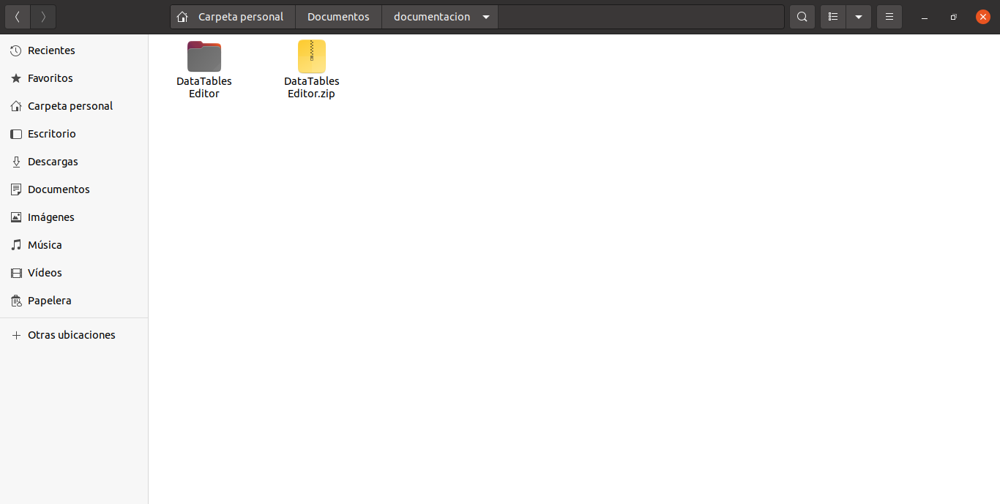 Carpeta personal
Documentos
documentacion
Recientes
Favoritos
Carpeta personal
Escritorio
Descargas
Documentos
Imágenes
Música
Vídeos
Papelera
Otras ubicaciones
DataTables
Editor
DataTables
Editor.zip